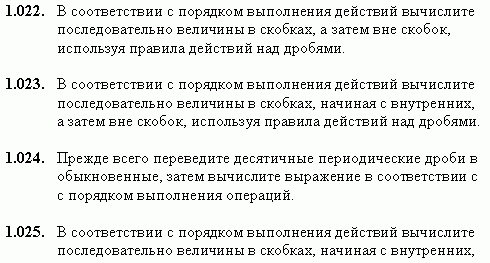 1.022. В соответствии с порядком выполнения действий вычислите
последовательно величины в скобках, а затем вне скобок,
используя правила действий над дробями.
1.023. В соответствии с порядком выполнения действий вычислите
последовательно величины в скобках, начиная с внутренних,
а затем вне скобок, используя правила действий над дробями.
1.024. Прежде всего переведите десятичные периодические дроби в
обыкновенные, затем вычислите выражение в соответствии с
с порядком выполнения операций.
1.025. В соответствии с порядком выполнения действий вычислите
последовательно величины в скобках, начиная с внутренних,